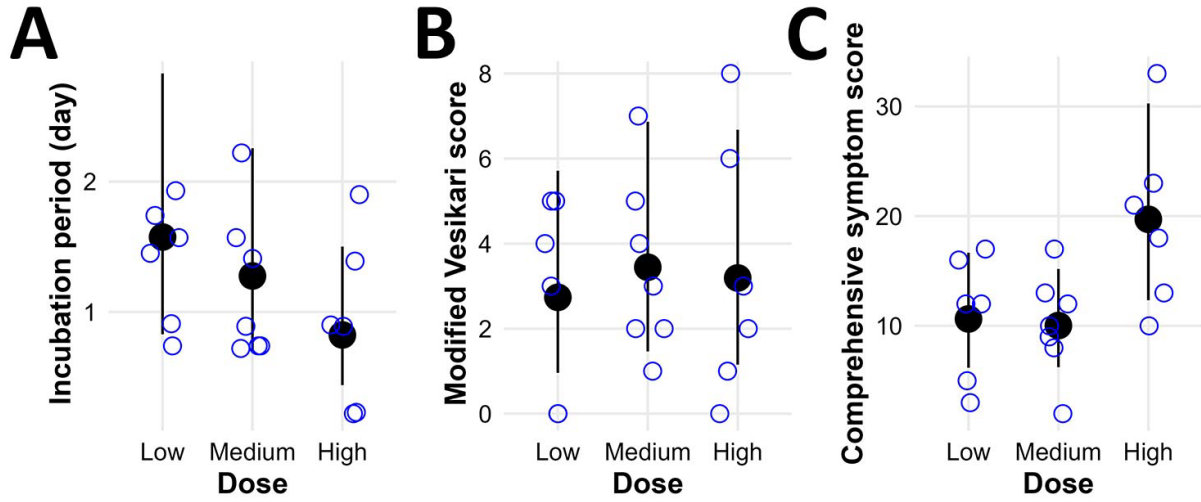 A
Incubation period (day)
2
1
Low Medium High
Dose
B
Modified Vesikari score
8
6
4
2
0
Low Medium High
Dose
C
Comprehensive symptom score
30
20
10
Low Medium High
Dose